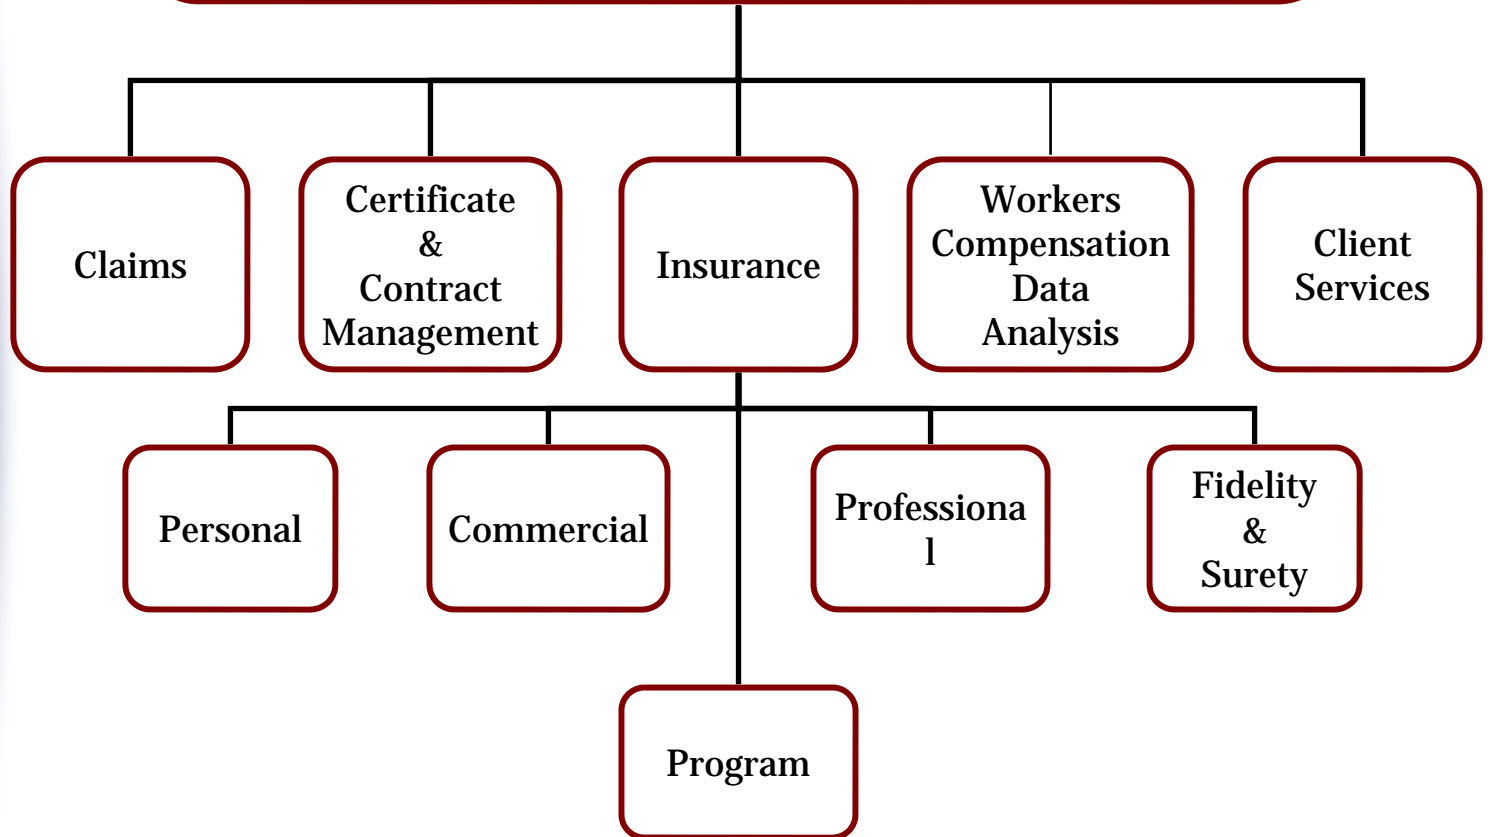 Claims
Certificate
&
Contract
Management
Insurance
Workers
Compensation
Data
Analysis
Client
Services
Personal
Commercial
Professiona
l
Fidelity
&
Surety
Program